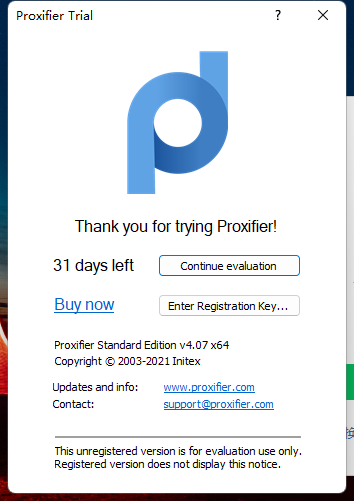 Proxifier Trial
?
Thank you for trying Proxifier!
31 days left
Continue evaluation
Buy now
Enter Registration Key...
Proxifier Standard Edition v4.07 x64
Copyright © 2003-2021 Initex
Updates and info: www.proxifier.com
Contact: support@proxifier.com
This unregistered version is for evaluation use only.
Registered version does not display this notice.